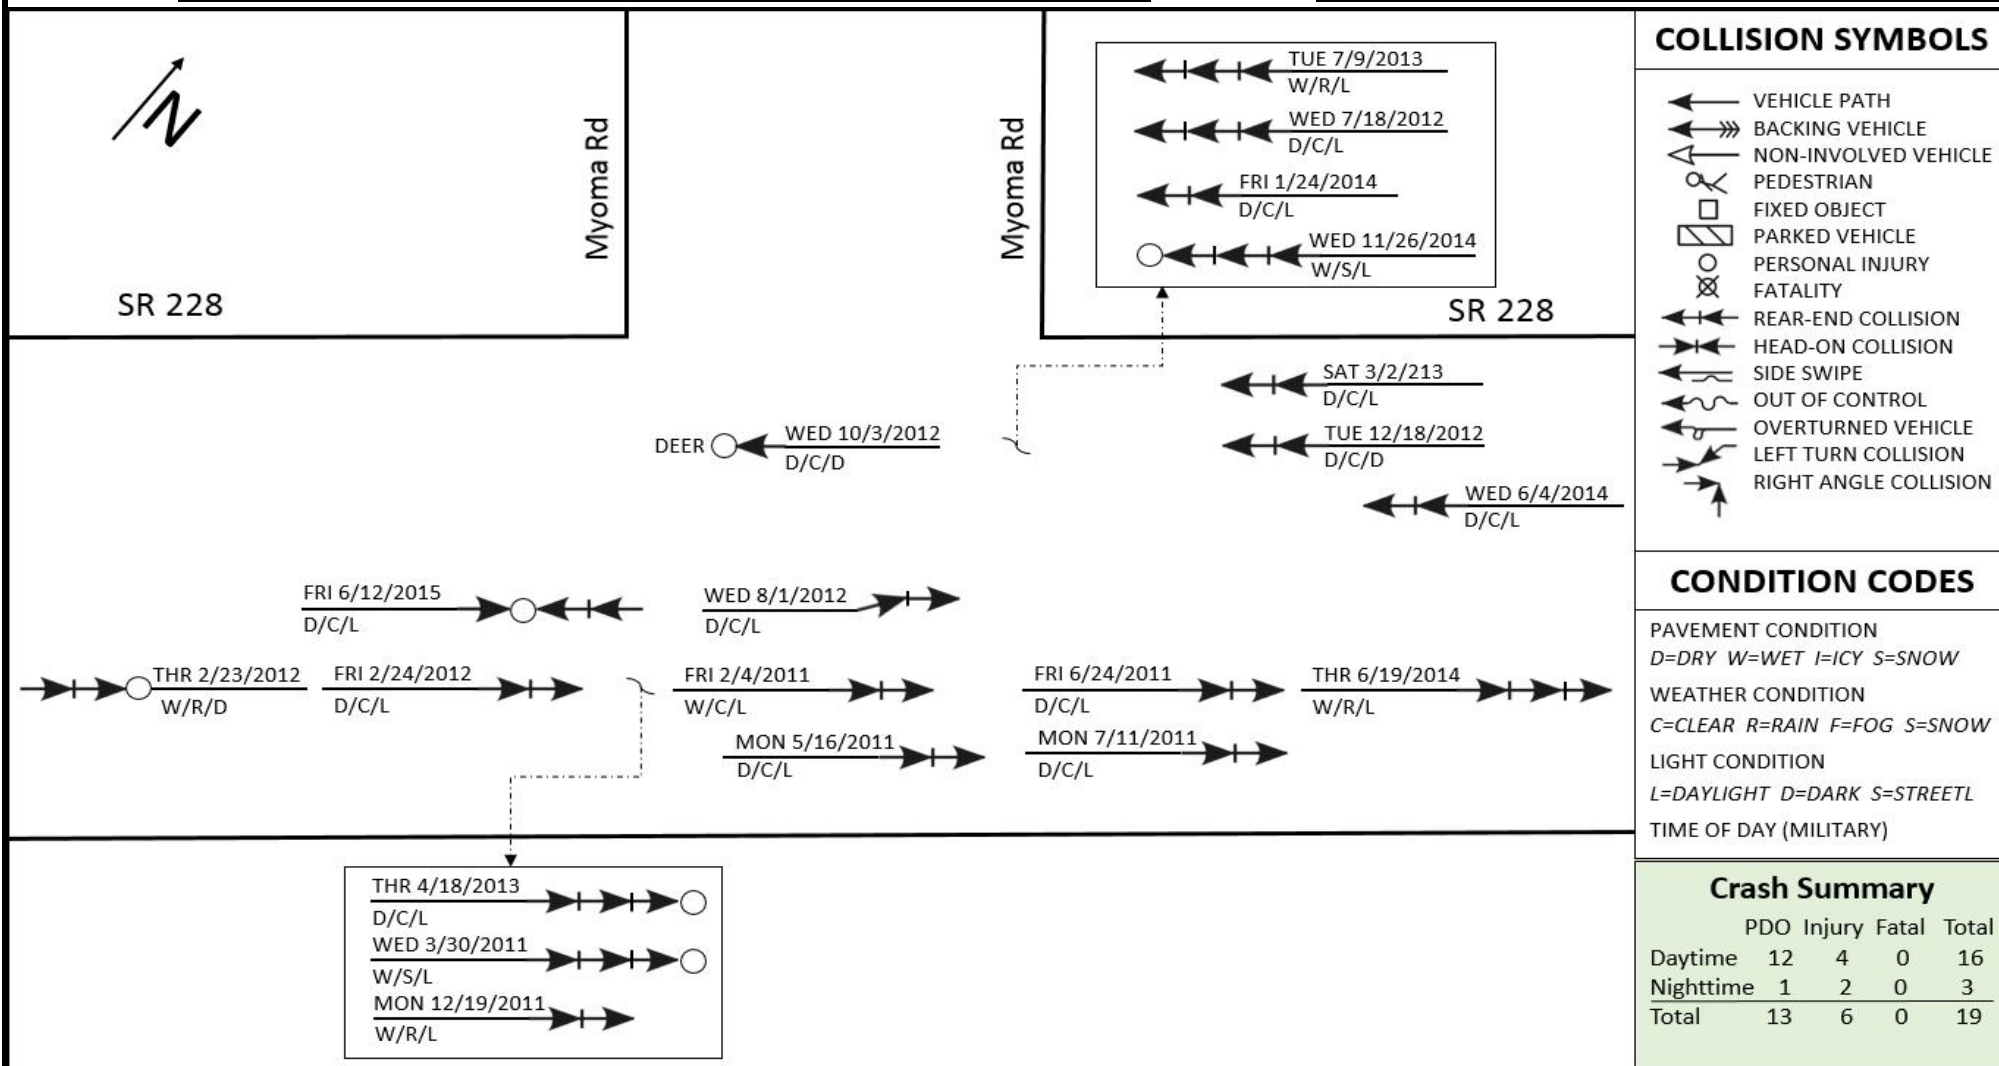 N
Myoma Rd
Myoma Rd
SR 228
SR 228
TUE 7/9/2013
W/R/L
WED 7/18/2012
D/C/L
FRI 1/24/2014
D/C/L
WED 11/26/2014
W/S/L
SAT 3/2/213
D/C/L
DEER
WED 10/3/2012
D/C/D
TUE 12/18/2012
D/C/D
WED 6/4/2014
D/C/L
FRI 6/12/2015
D/C/L
WED 8/1/2012
D/C/L
THR 2/23/2012
W/R/D
FRI 2/24/2012
D/C/L
FRI 2/4/2011
W/C/L
FRI 6/24/2011
D/C/L
THR 6/19/2014
W/R/L
MON 5/16/2011
D/C/L
MON 7/11/2011
D/C/L
THR 4/18/2013
D/C/L
WED 3/30/2011
W/S/L
MON 12/19/2011
W/R/L
COLLISION SYMBOLS
VEHICLE PATH
BACKING VEHICLE
NON-INVOLVED VEHICLE
PEDESTRIAN
FIXED OBJECT
PARKED VEHICLE
PERSONAL INJURY
FATALITY
REAR-END COLLISION
HEAD-ON COLLISION
SIDE SWIPE
OUT OF CONTROL
OVERTURNED VEHICLE
LEFT TURN COLLISION
RIGHT ANGLE COLLISION
CONDITION CODES
PAVEMENT CONDITION
D=DRY W=WET I=ICY S=SNOW
WEATHER CONDITION
C=CLEAR R=RAIN F=FOG S=SNOW
LIGHT CONDITION
L=DAYLIGHT D=DARK S=STREETL
TIME OF DAY (MILITARY)
Crash Summary
PDO Injury Fatal Total
Daytime 12 4 0 16
Nighttime 1 2 0 3
Total 13 6 0 19